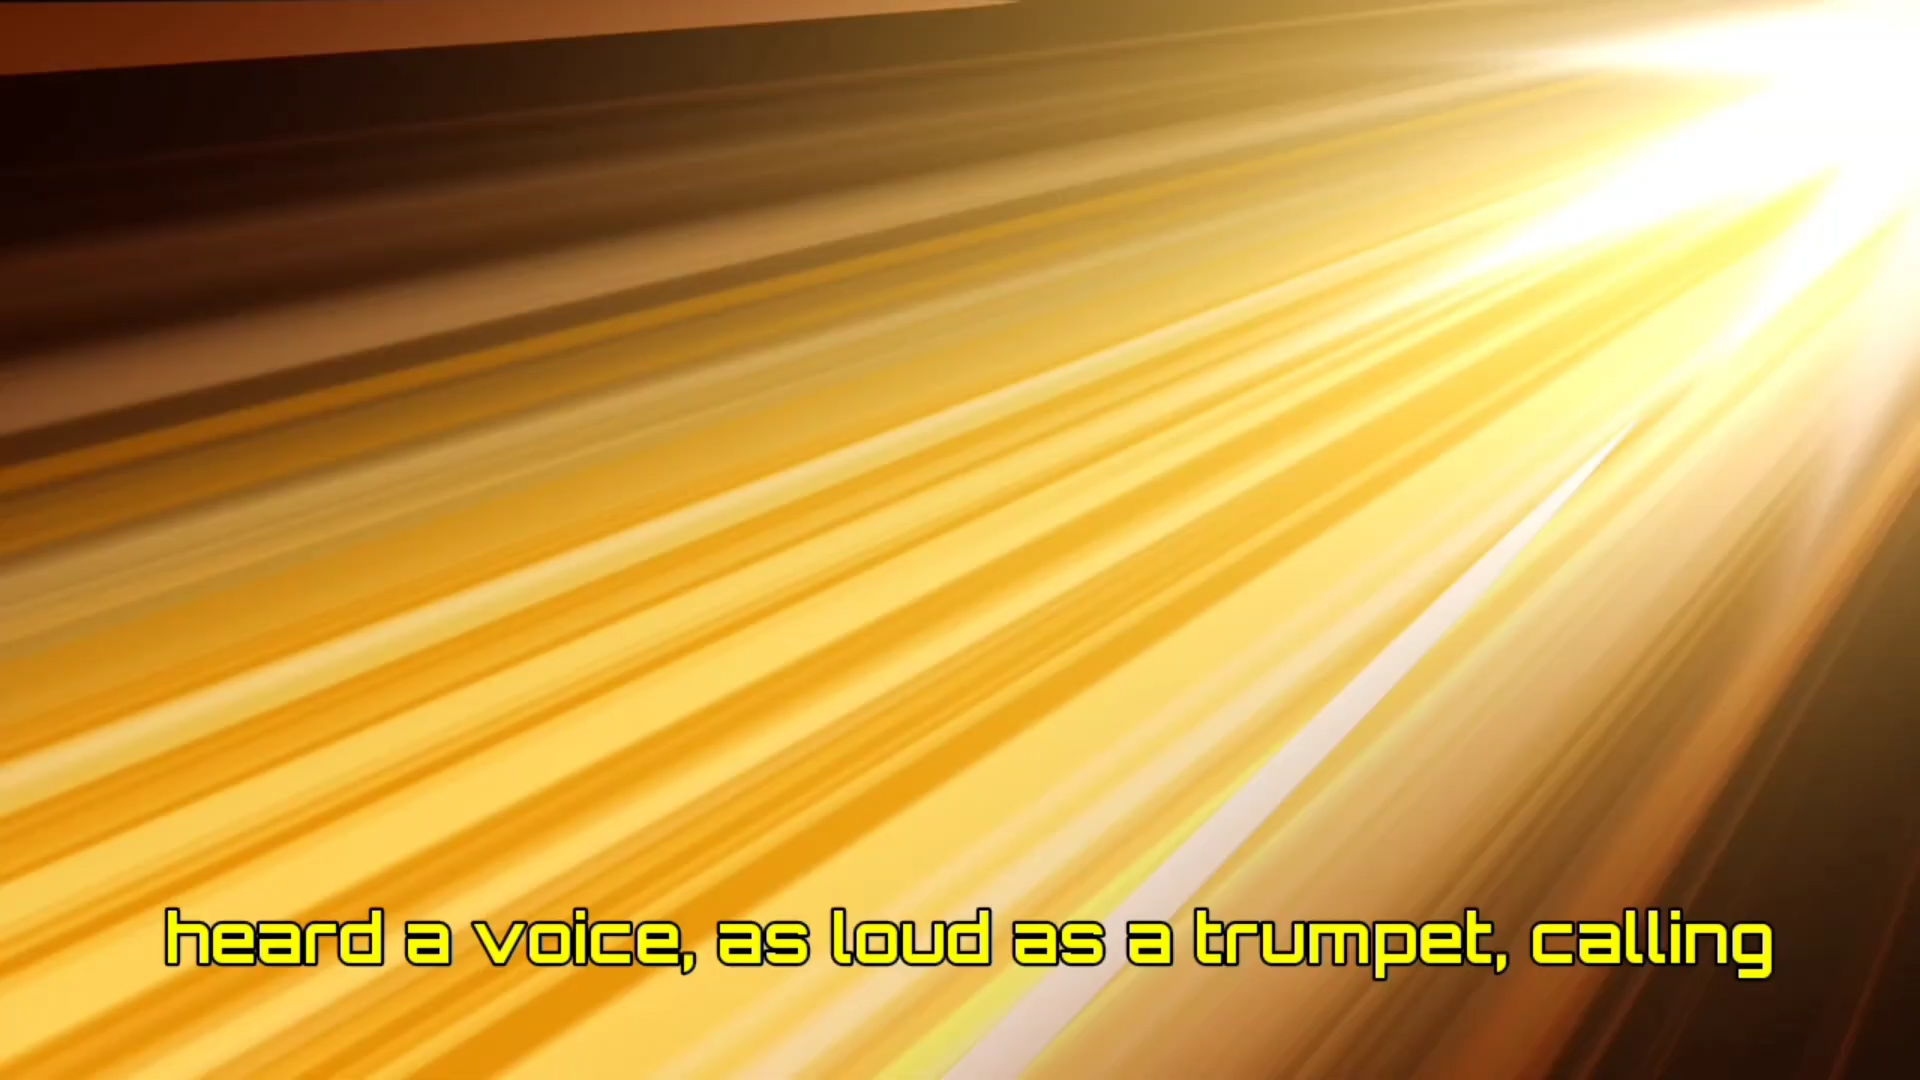 heard a voice, as loud as a trumpet, calling